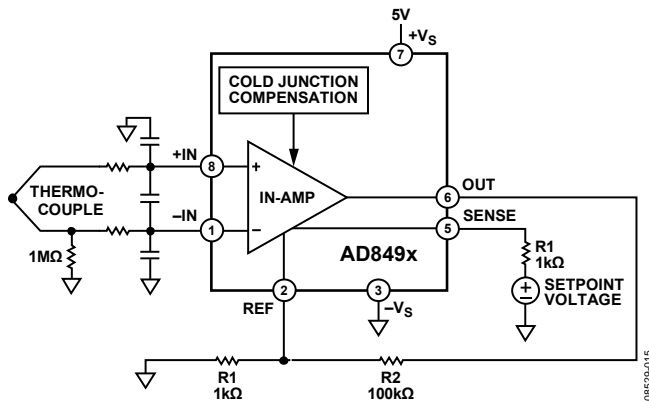 5V
+VS
7
COLD JUNCTION
COMPENSATION
+IN
8
+
THERMO-
COUPLE
IN-AMP
6
OUT
–IN
1
–
5
SENSE
AD849x
1MΩ
R1
1kΩ
2
3
REF
–VS
+
–
SETPOINT
VOLTAGE
R1
1kΩ
R2
100kΩ
08529-015